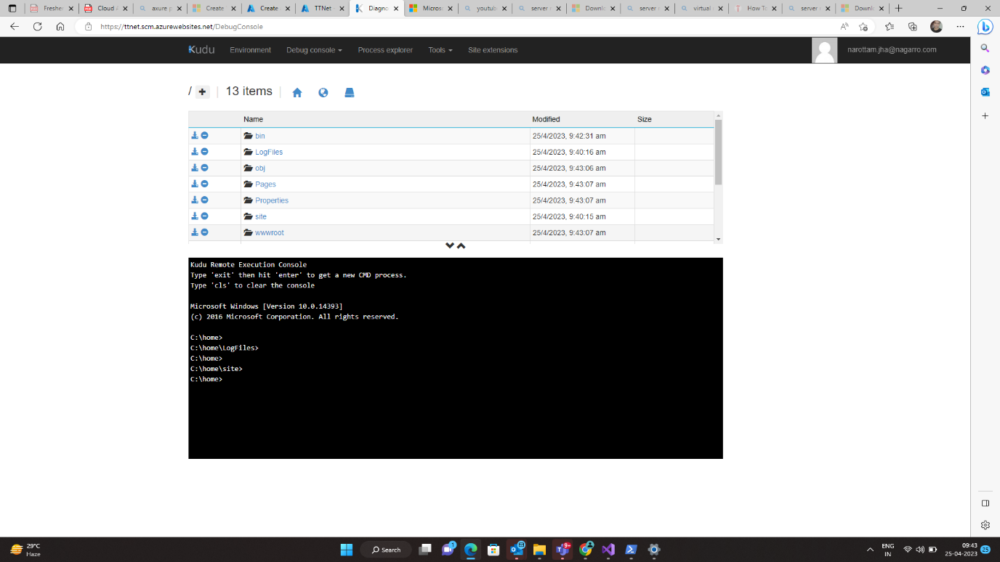 Freshe
Cloud A
axure p
Create
Create
TTNet
Diagno
Micros
youtub
server
Downlo
server
virtual
How To
server
Downl
https://ttnet.scm.azurewebsites.net/DebugConsole
Kudu
Environment
Debug console
Process explorer
Tools
Site extensions
narottam.jha@nagarro.com
/ + | 13 items |
Name Modified Size
bin 25/4/2023, 9:42:31 am
LogFiles 25/4/2023, 9:40:16 am
obj 25/4/2023, 9:43:06 am
Pages 25/4/2023, 9:43:07 am
Properties 25/4/2023, 9:43:07 am
site 25/4/2023, 9:40:15 am
wwwroot 25/4/2023, 9:43:07 am
Kudu Remote Execution Console
Type 'exit' then hit 'enter' to get a new CMD process.
Type 'cls' to clear the console
Microsoft Windows [Version 10.0.14393]
(c) 2016 Microsoft Corporation. All rights reserved.
C:\home>
C:\home\LogFiles>
C:\home>
C:\home\site>
C:\home>
29°C
Haze
Search
1
9+
ENG
IN
09:43
25-04-2023
25